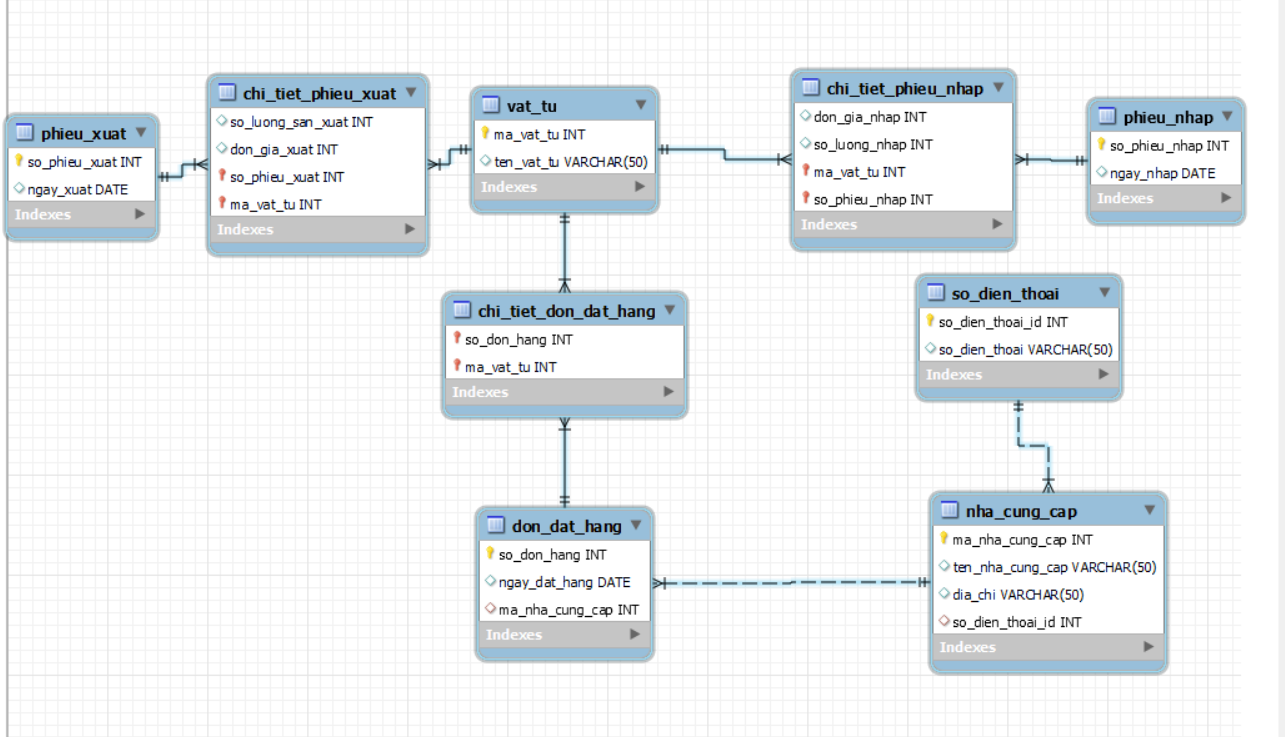 phieu_xuat
so_phieu_xuat INT
ngay_xuat DATE
Indexes
chi_tiet_phieu_xuat
so_luong_san_xuat INT
don_gia_xuat INT
so_phieu_xuat INT
ma_vat_tu INT
Indexes
vat_tu
ma_vat_tu INT
ten_vat_tu VARCHAR(50)
Indexes
chi_tiet_phieu_nhap
don_gia_nhap INT
so_luong_nhap INT
ma_vat_tu INT
so_phieu_nhap INT
Indexes
phieu_nhap
so_phieu_nhap INT
ngay_nhap DATE
Indexes
chi_tiet_don_dat_hang
so_don_hang INT
ma_vat_tu INT
Indexes
so_dien_thoai
so_dien_thoai_id INT
so_dien_thoai VARCHAR(50)
Indexes
don_dat_hang
so_don_hang INT
ngay_dat_hang DATE
ma_nha_cung_cap INT
Indexes
nha_cung_cap
ma_nha_cung_cap INT
ten_nha_cung_cap VARCHAR(50)
dia_chi VARCHAR(50)
so_dien_thoai_id INT
Indexes